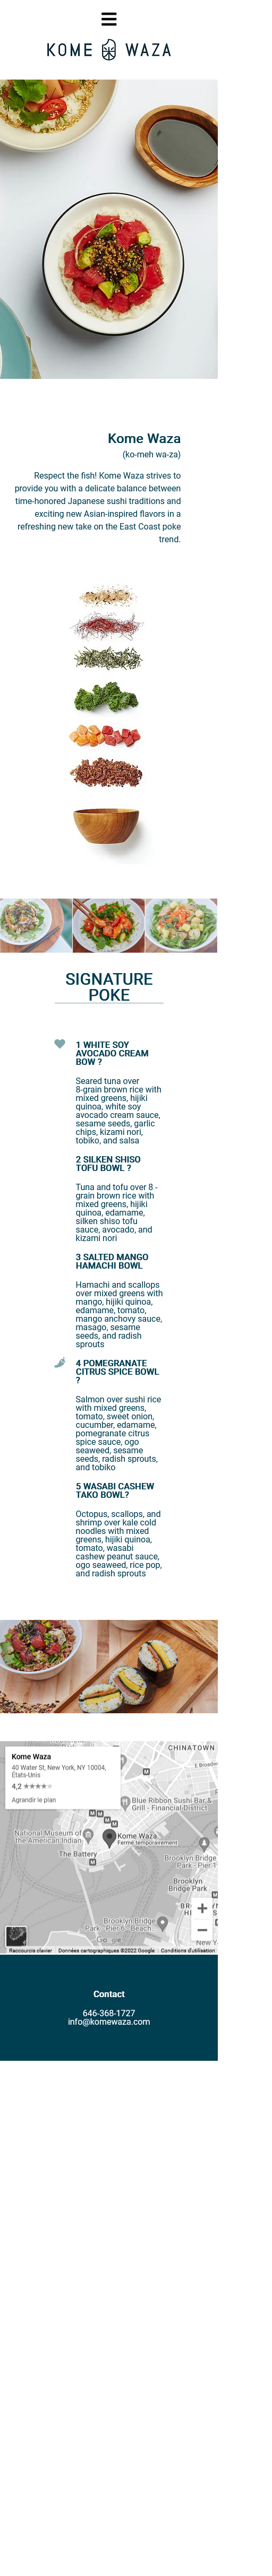 KOME WAZA
Kome Waza
(ko-meh wa-za)
Respect the fish! Kome Waza strives to
provide you with a delicate balance between
time-honored Japanese sushi traditions and
exciting new Asian-inspired flavors in a
refreshing new take on the East Coast poke
trend.
SIGNATURE
POKE
1 WHITE SOY
AVOCADO CREAM
BOW ?
Seared tuna over
8-grain brown rice with
mixed greens, hijiki
quinoa, white soy
avocado cream sauce,
sesame seeds, garlic
chips, kizami nori,
tobiko, and salsa
2 SILKEN SHISO
TOFU BOWL ?
Tuna and tofu over 8 -
grain brown rice with
mixed greens, hijiki
quinoa, edamame,
silken shiso tofu
sauce, avocado, and
kizami nori
3 SALTED MANGO
HAMACHI BOWL
Hamachi and scallops
over mixed greens with
mango, hijiki quinoa,
edamame, tomato,
mango anchovy sauce,
masago, sesame
seeds, and radish
sprouts
4 POMEGRANATE
CITRUS SPICE BOWL
?
Salmon over sushi rice
with mixed greens,
tomato, sweet onion,
cucumber, edamame,
pomegranate citrus
spice sauce, ogo
seaweed, sesame
seeds, radish sprouts,
and tobiko
5 WASABI CASHEW
TAKO BOWL?
Octopus, scallops, and
shrimp over kale cold
noodles with mixed
greens, hijiki quinoa,
tomato, wasabi
cashew peanut sauce,
ogo seaweed, rice pop,
and radish sprouts
CHINATOWN
Kome Waza
40 Water St, New York, NY 10004,
États-Unis
4,2 ★★★★★
Agrandir le plan
E Broadway
Blue Ribbon Sushi Bar &
Grill - Financial District
National Museum of
the American Indian
Kome Waza
Fermé temporairement
The Battery
Brooklyn Bridge
Park - Pier 1
Brooklyn
Bridge Park
Brooklyn Bridge
Park - Pier 6 - Beach...
Google
Raccourcis clavier Données cartographiques ©2022 Google Conditions d'utilisation
Contact
646-368-1727
info@komewaza.com